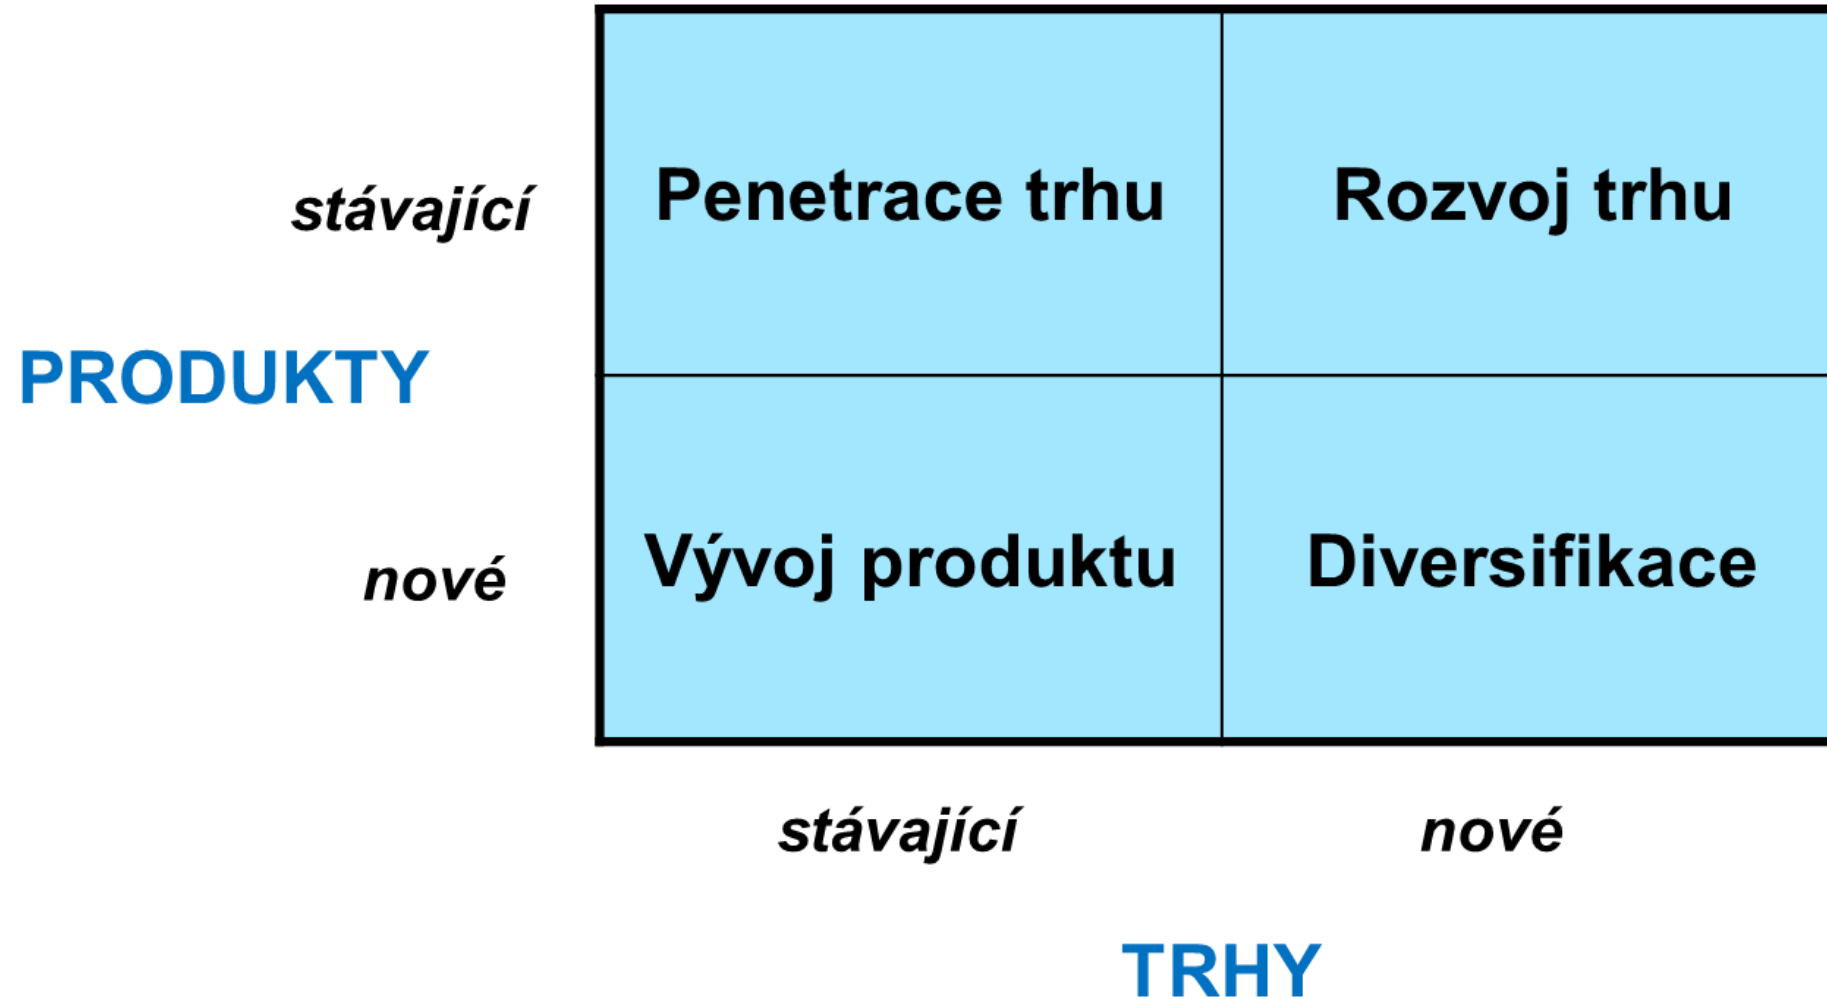 Penetrace trhu
Rozvoj trhu
stávající
PRODUKTY
Vývoj produktu
Diversifikace
nové
stávající
nové
TRHY